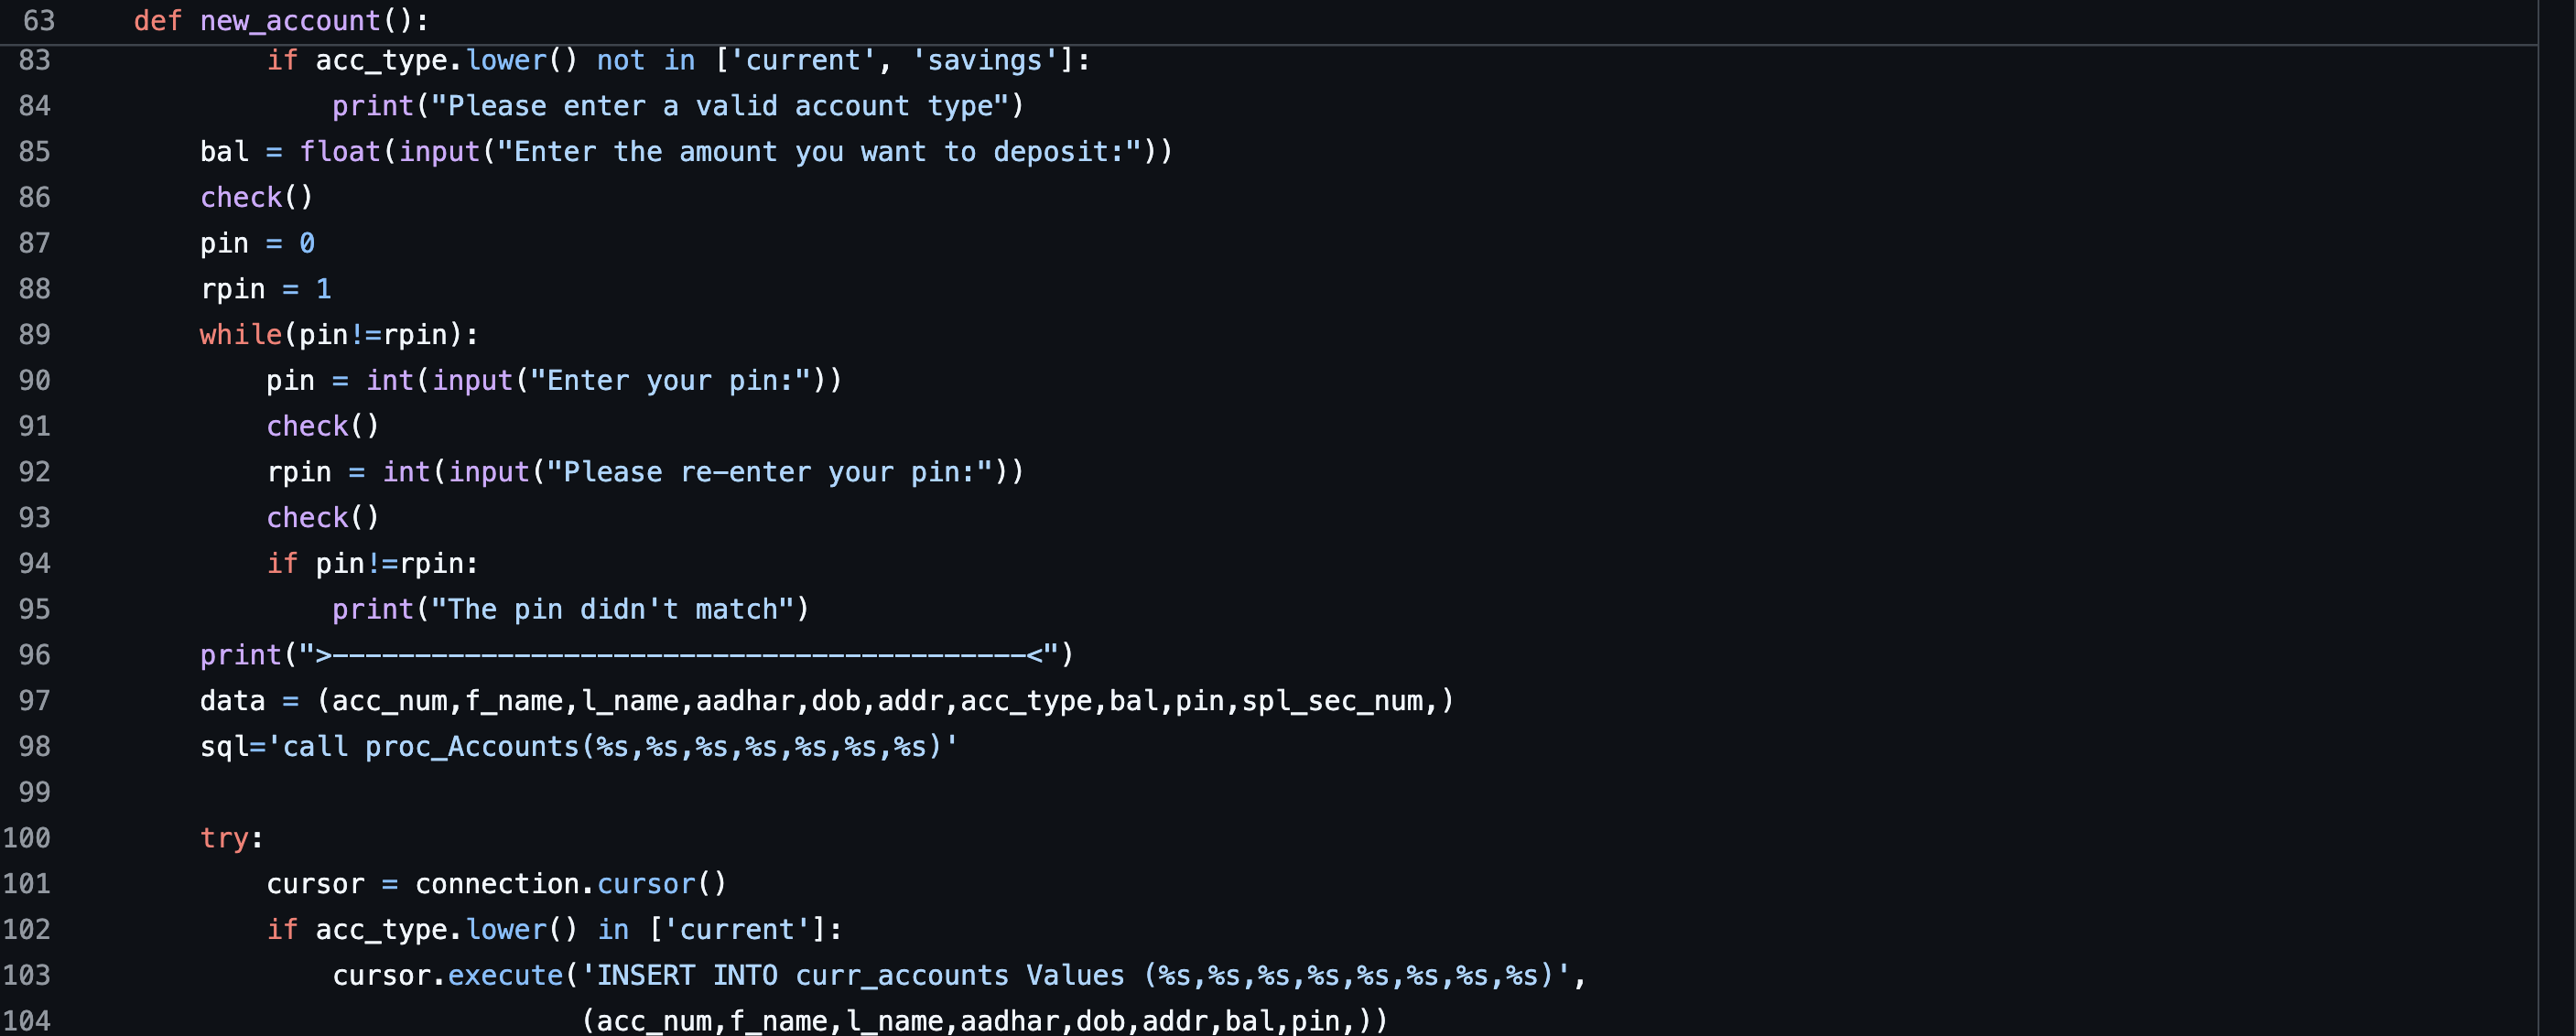 63 def new_account():
83 if acc_type.lower() not in ['current', 'savings']:
84 print("Please enter a valid account type")
85 bal = float(input("Enter the amount you want to deposit:"))
86 check()
87 pin = 0
88 rpin = 1
89 while(pin!=rpin):
90 pin = int(input("Enter your pin:"))
91 check()
92 rpin = int(input("Please re-enter your pin:"))
93 check()
94 if pin!=rpin:
95 print("The pin didn't match")
96 print(">------------------------------------------<")
97 data = (acc_num,f_name,l_name,aadhar,dob,addr,acc_type,bal,pin,spl_sec_num,)
98 sql='call proc_Accounts(%s,%s,%s,%s,%s,%s,%s)'
99
100 try:
101 cursor = connection.cursor()
102 if acc_type.lower() in ['current']:
103 cursor.execute('INSERT INTO curr_accounts Values (%s,%s,%s,%s,%s,%s,%s,%s)',
104 (acc_num,f_name,l_name,aadhar,dob,addr,bal,pin,))